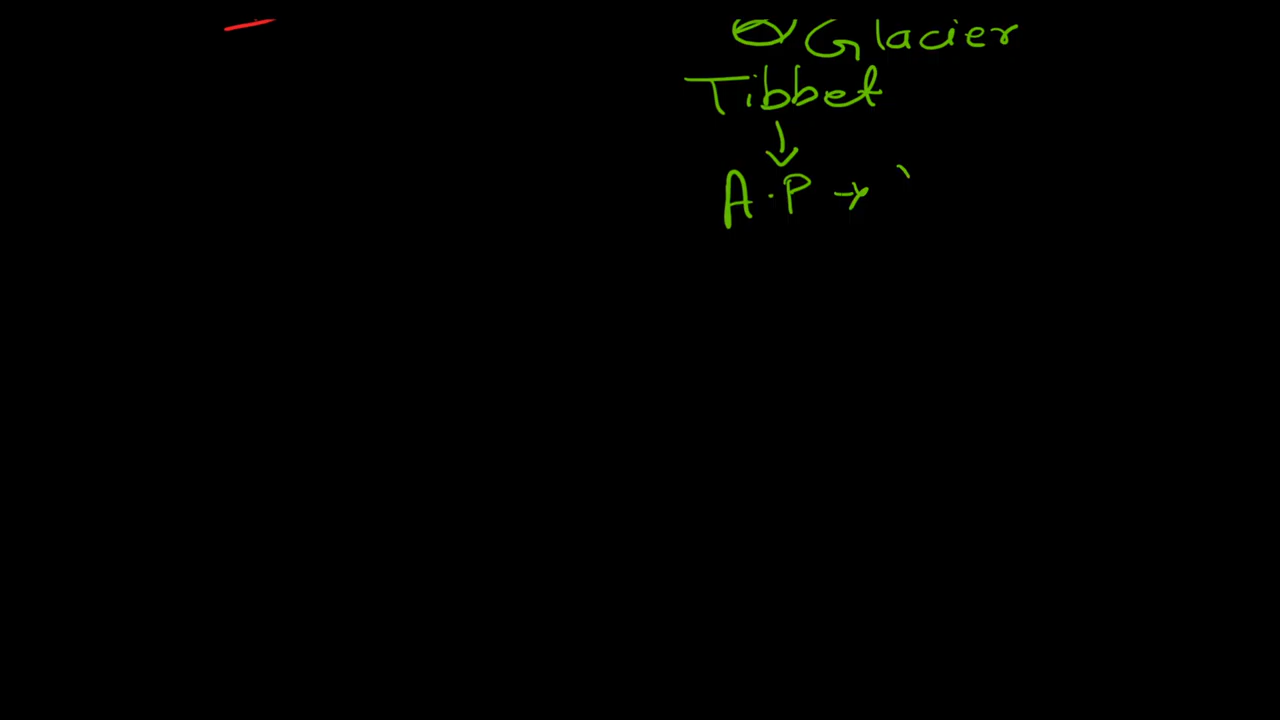 Glacier
Tibbet
↓
A.P →